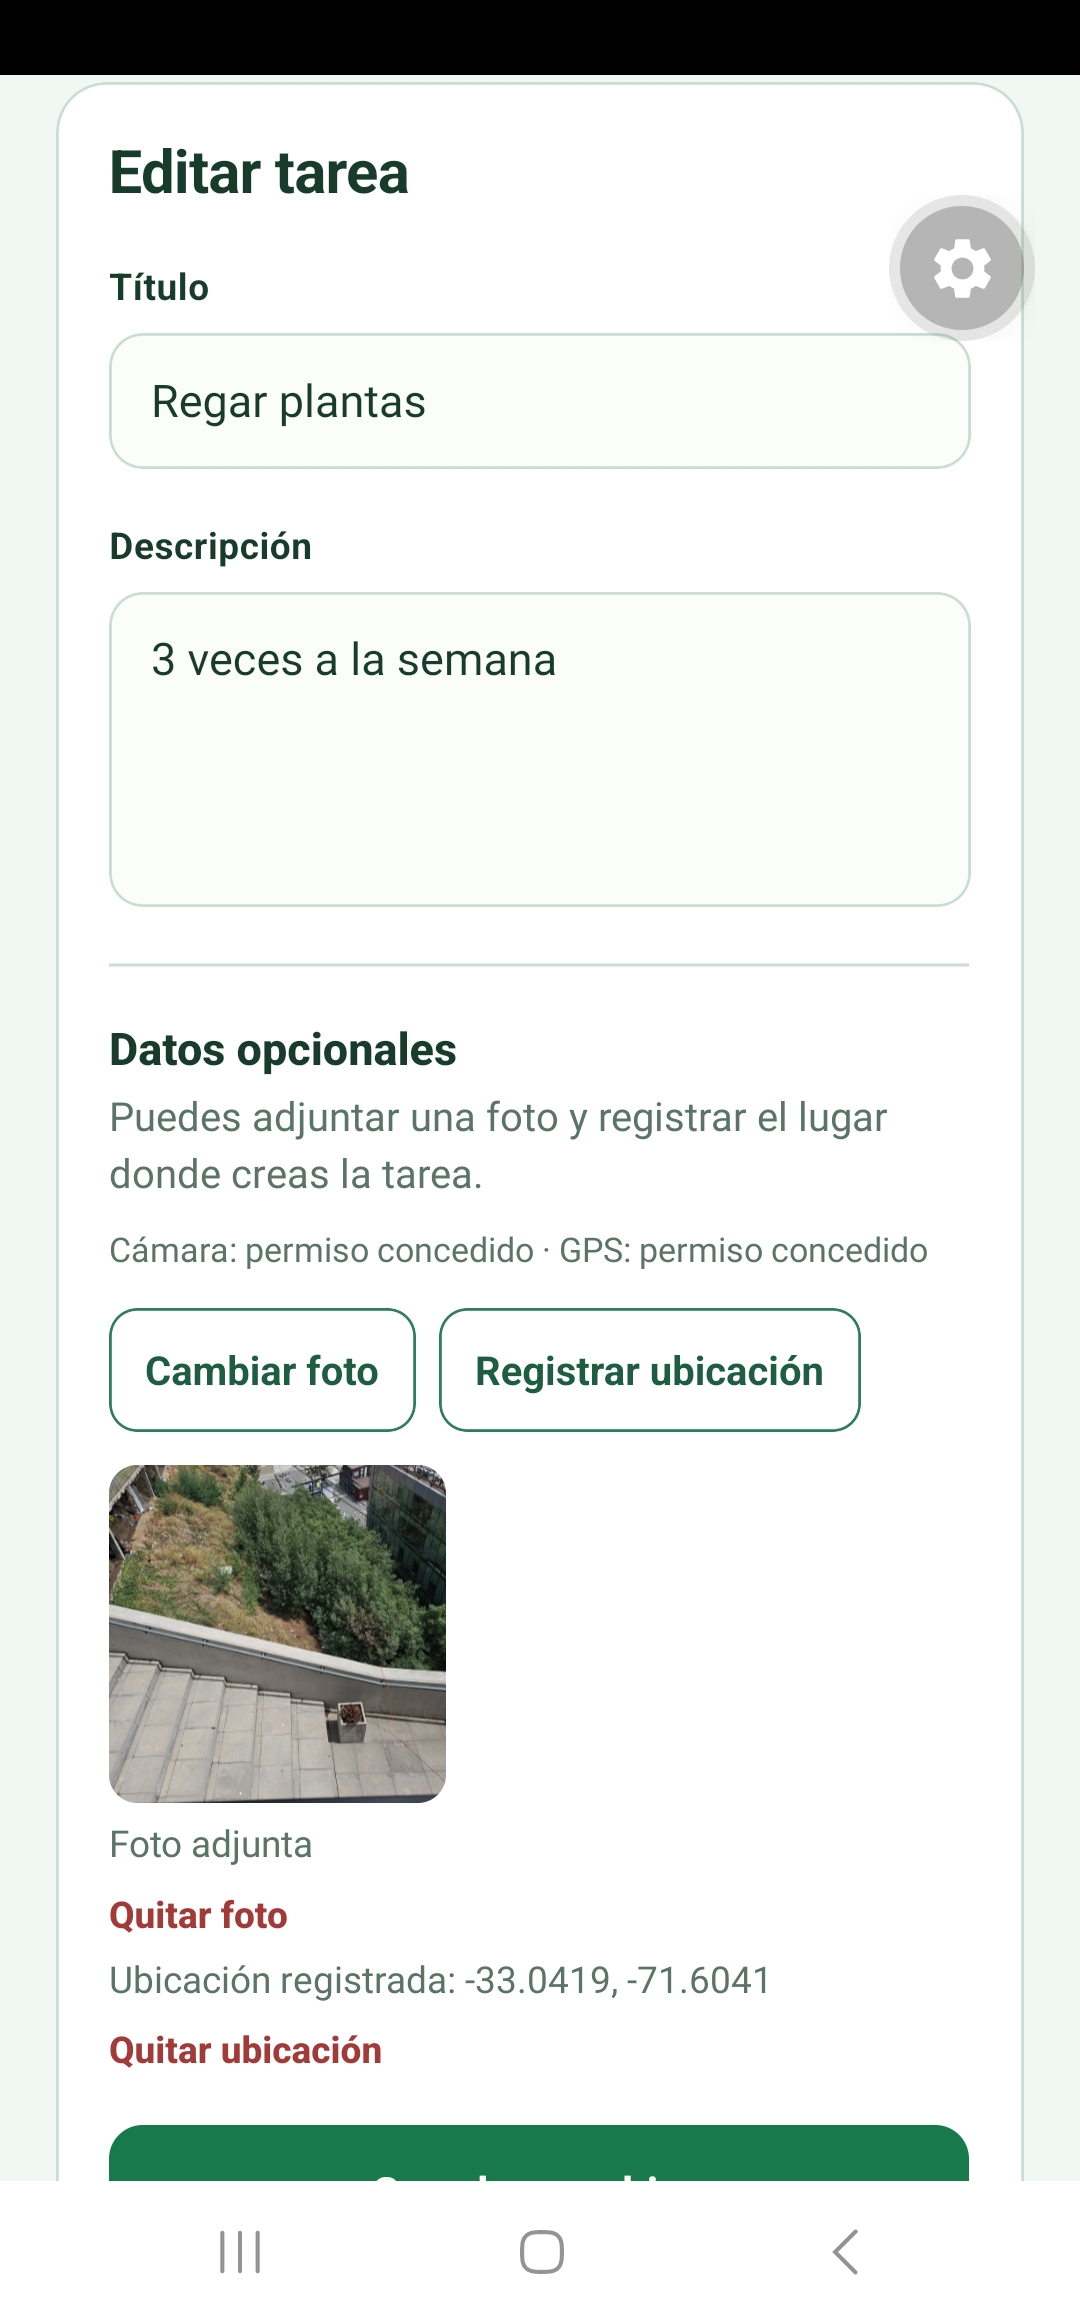 Editar tarea
Título
Regar plantas
Descripción
3 veces a la semana
Datos opcionales
Puedes adjuntar una foto y registrar el lugar
donde creas la tarea.
Cámara: permiso concedido · GPS: permiso concedido
Cambiar foto
Registrar ubicación
Foto adjunta
Quitar foto
Ubicación registrada: -33.0419, -71.6041
Quitar ubicación